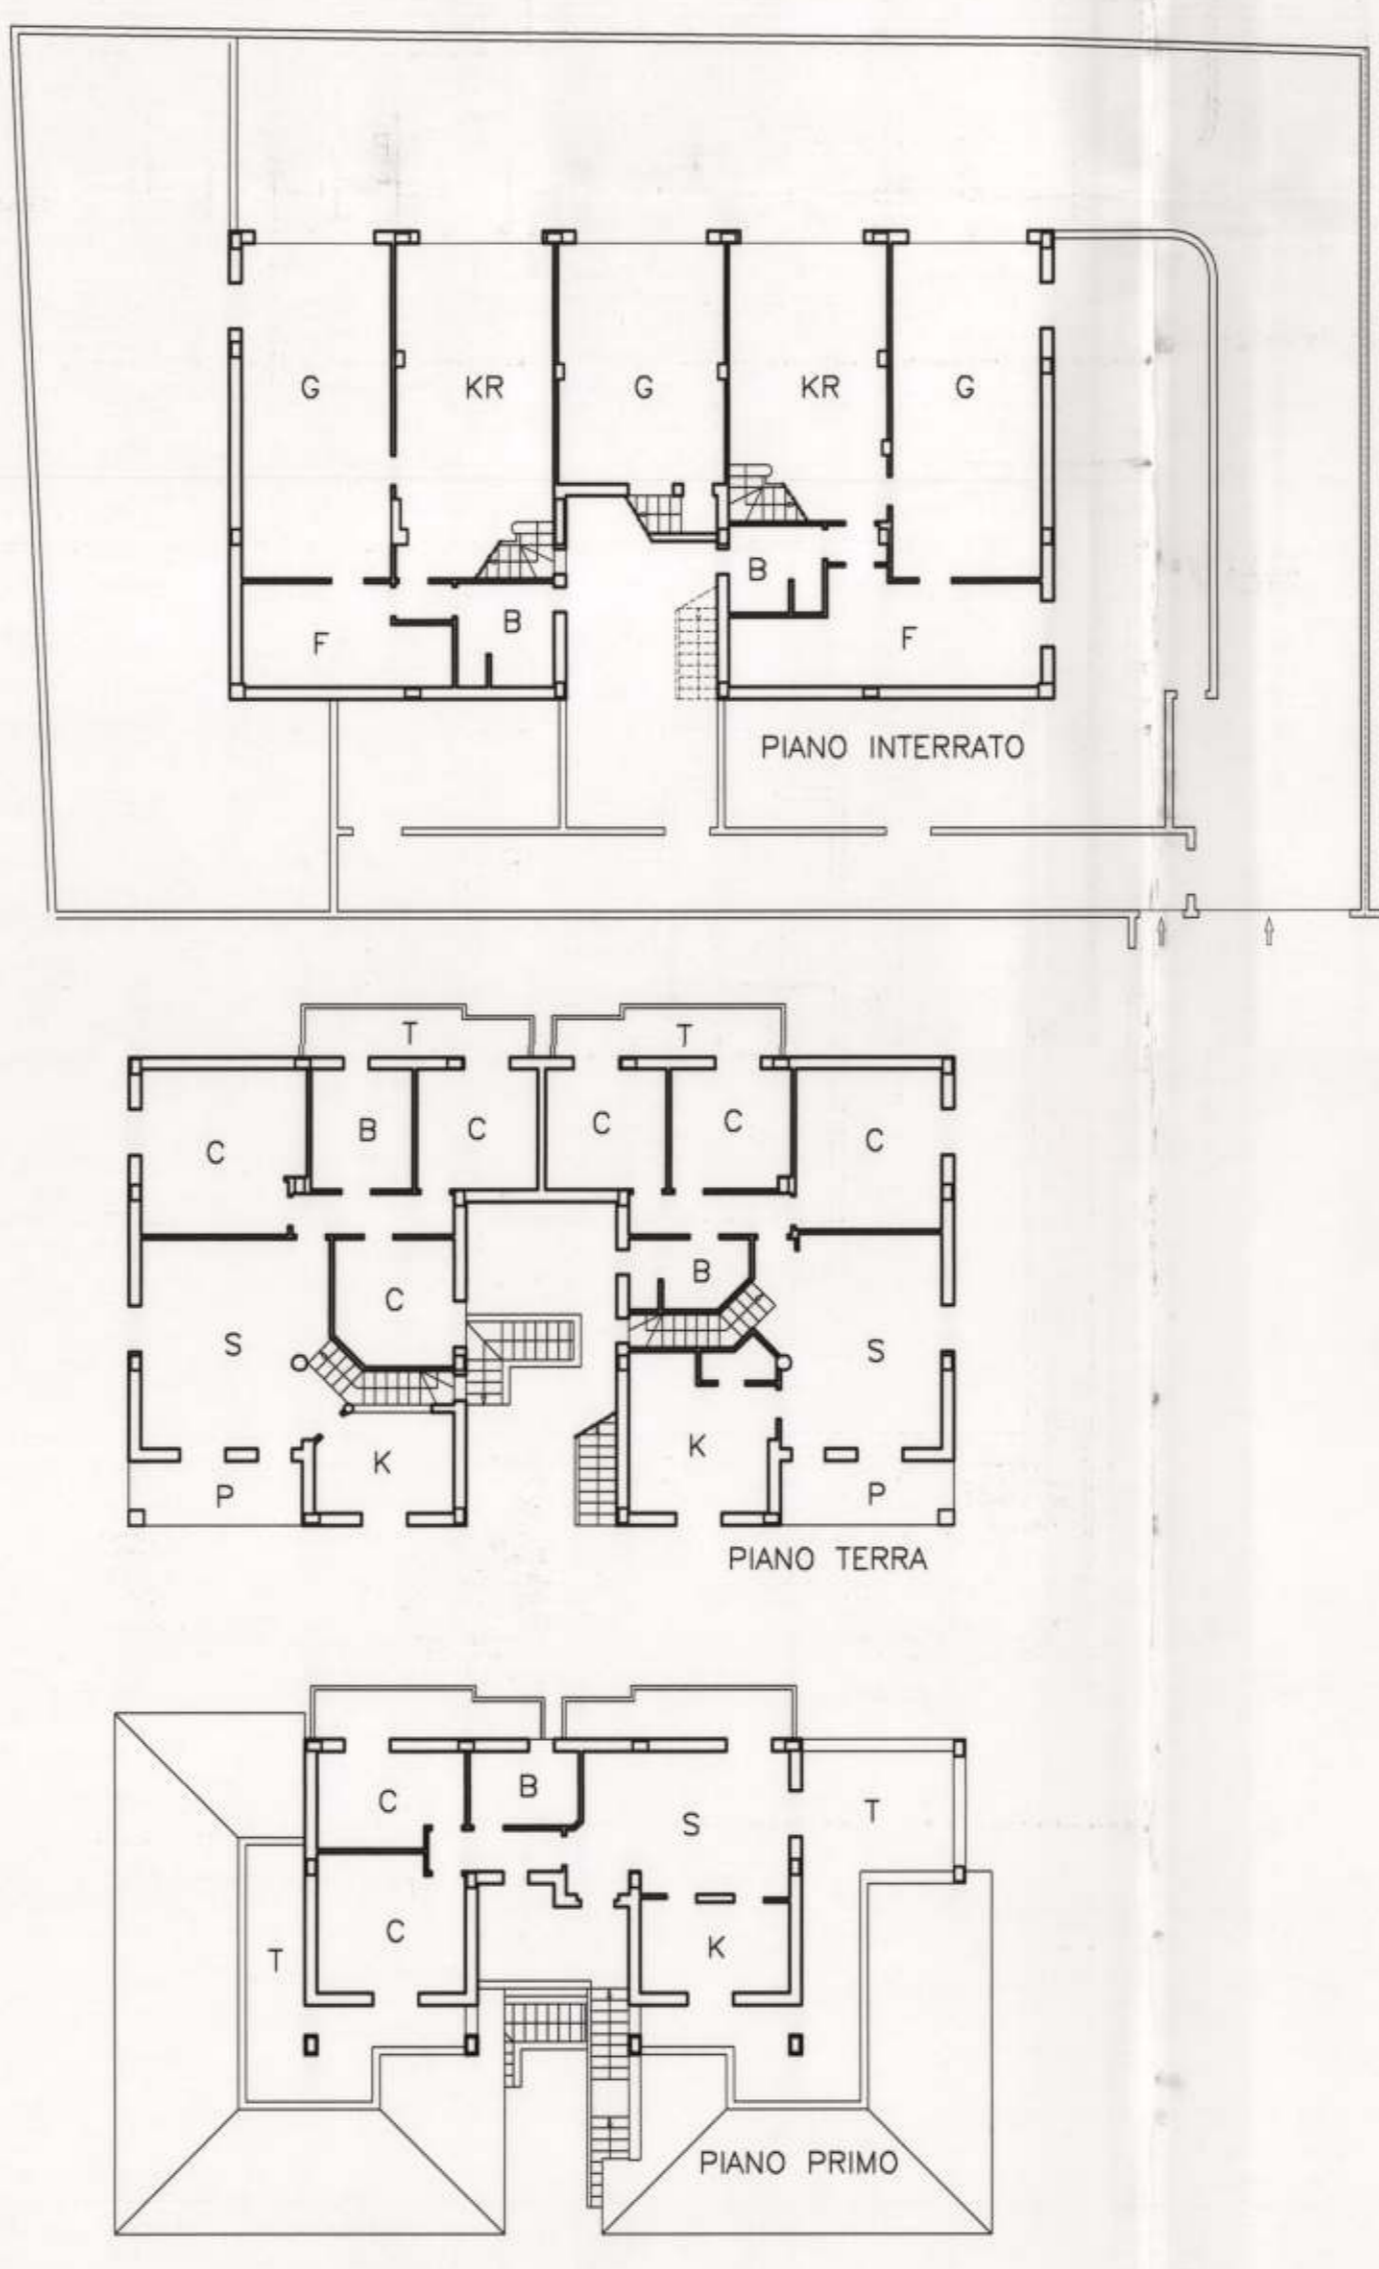 G KR G KR G
B
F B F
PIANO INTERRATO
T T
C B C C C C
C B
S S
K K
P P
PIANO TERRA
C B S T
T C K
PIANO PRIMO